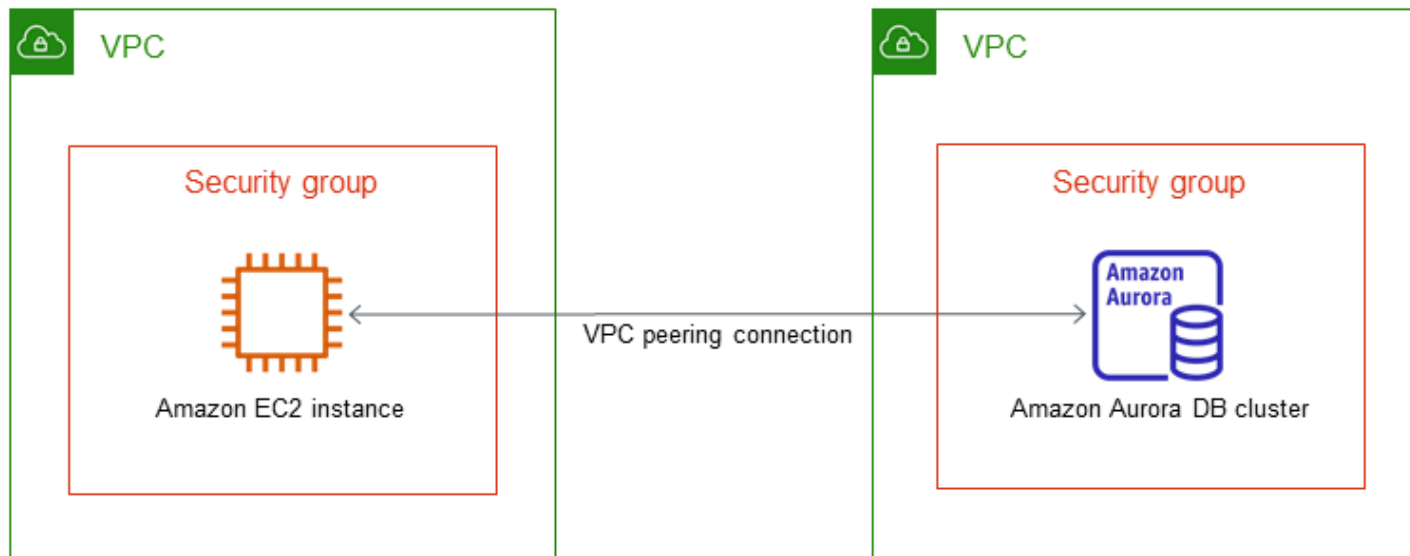 VPC
VPC
Security group
Security group
Amazon
Aurora
VPC peering connection
Amazon EC2 instance
Amazon Aurora DB cluster